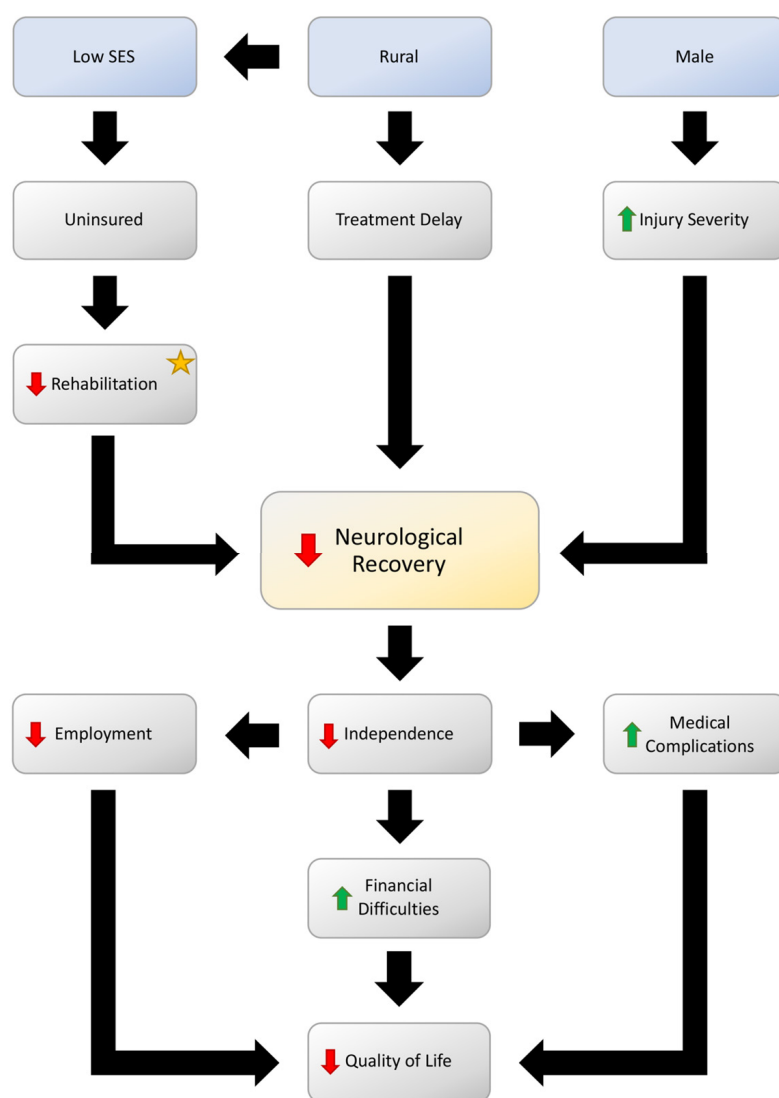 Low SES
Rural
Male
Uninsured
Treatment Delay
Injury Severity
Rehabilitation
Neurological
Recovery
Employment
Independence
Medical
Complications
Financial
Difficulties
Quality of Life